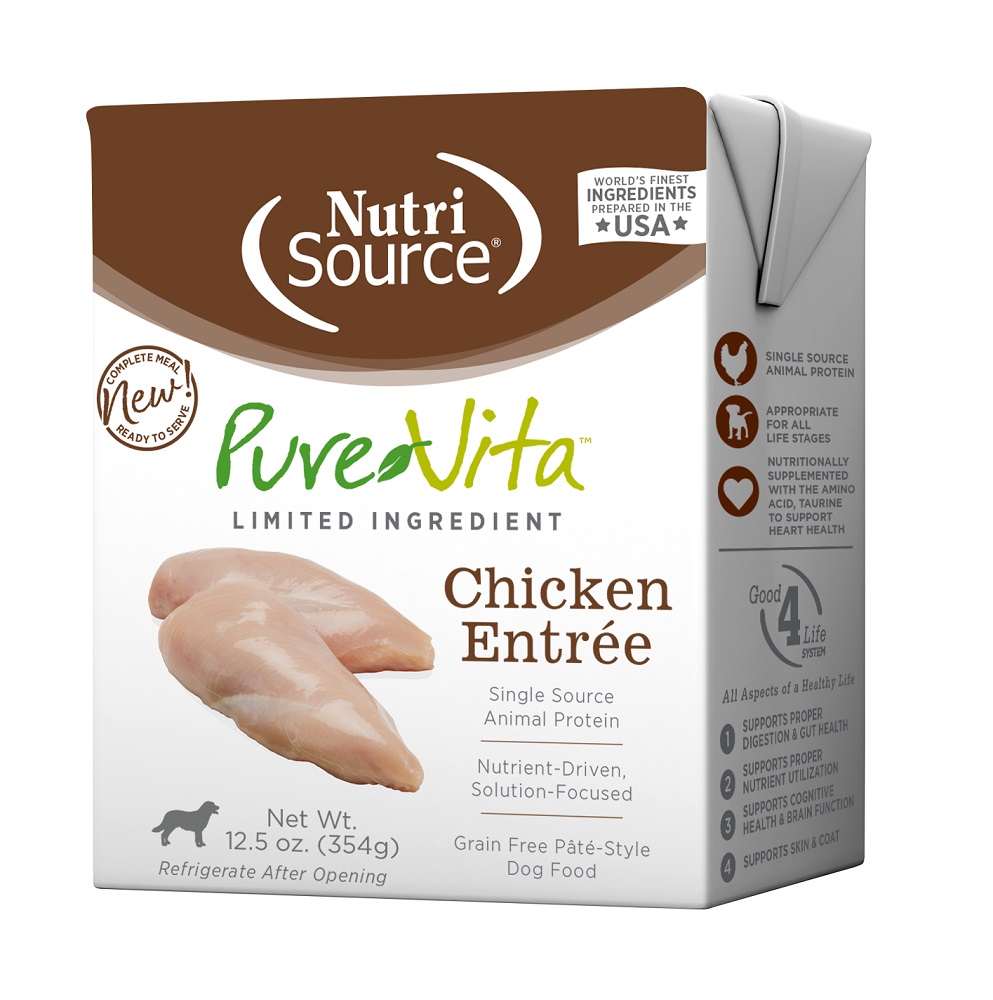 Nutri
Source®
WORLD'S FINEST
INGREDIENTS
PREPARED IN THE
★USA★
COMPLETE MEAL
New!
READY TO SERVE
Pure Vita™
LIMITED INGREDIENT
Chicken
Entrée
Single Source
Animal Protein
Nutrient-Driven,
Solution-Focused
Grain Free Pâté-Style
Dog Food
Net Wt.
12.5 oz. (354g)
Refrigerate After Opening
SINGLE SOURCE
ANIMAL PROTEIN
APPROPRIATE
FOR ALL
LIFE STAGES
NUTRITIONALLY
SUPPLEMENTED
WITH THE AMINO
ACID, TAURINE
TO SUPPORT
HEART HEALTH
Good
4
Life
SYSTEM
All Aspects of a Healthy Life
1 SUPPORTS PROPER
DIGESTION & GUT HEALTH
2 SUPPORTS PROPER
NUTRIENT UTILIZATION
3 SUPPORTS COGNITIVE
HEALTH & BRAIN FUNCTION
4 SUPPORTS SKIN & COAT